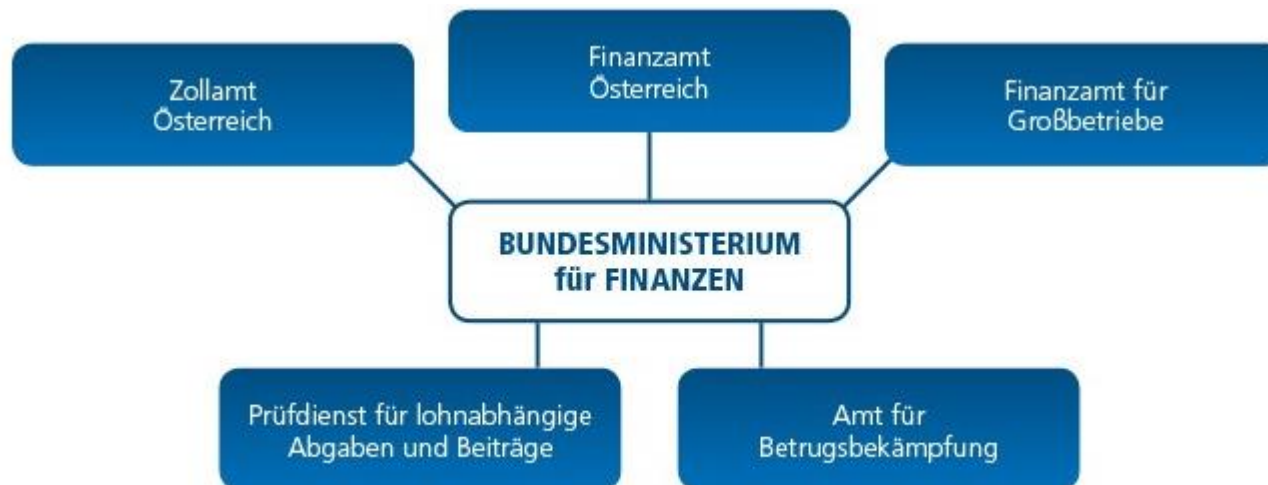 Zollamt
Österreich
Finanzamt
Österreich
Finanzamt für
Großbetriebe
BUNDESMINISTERIUM
für FINANZEN
Prüfdienst für lohnabhängige
Abgaben und Beiträge
Amt für
Betrugsbekämpfung